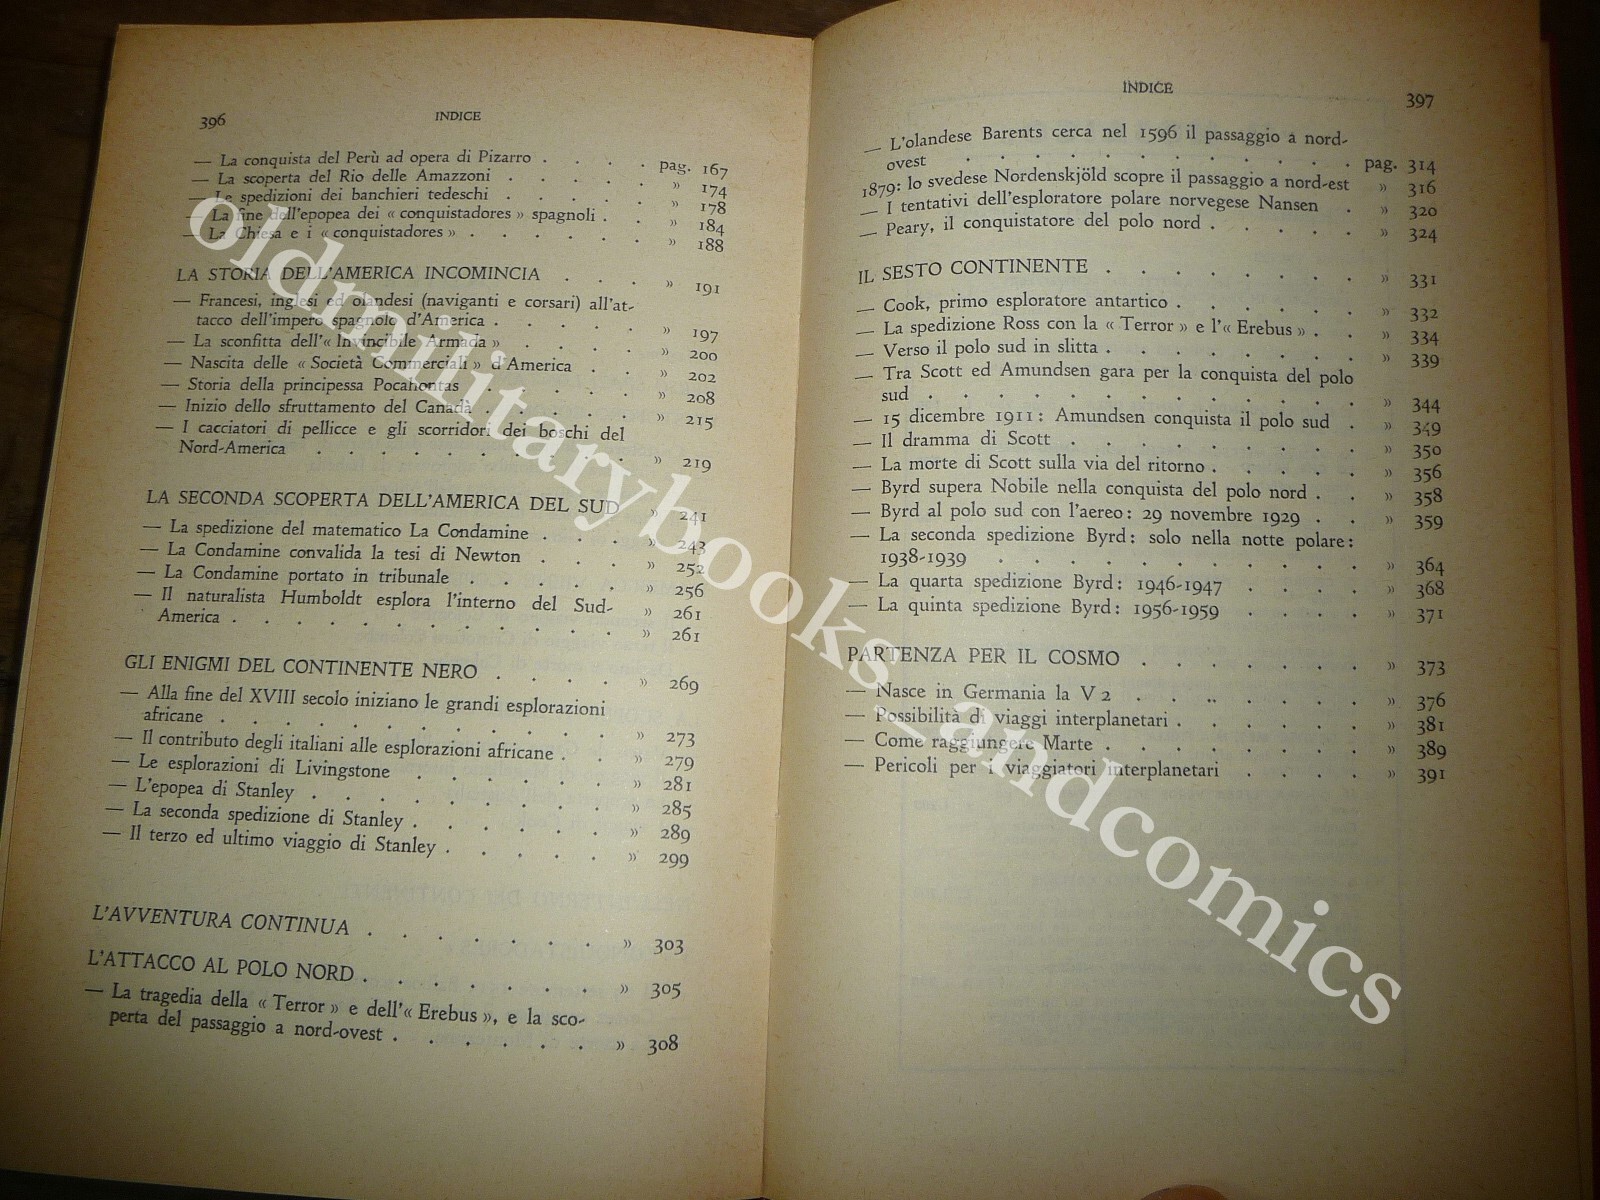 396 INDICE
— La conquista del Perù ad opera di Pizarro . . . . pag. 167
— La scoperta del Rio delle Amazzoni . . . . . » 174
— Le spedizioni dei banchieri tedeschi . . . . . » 178
— La fine dell'epopea dei « conquistadores » spagnoli . . » 184
— La Chiesa e i « conquistadores » . . . . . . » 188
LA STORIA DELL'AMERICA INCOMINCIA . . . » 191
— Francesi, inglesi ed olandesi (naviganti e corsari) all'at-
tacco dell'impero spagnolo d'America . . . . . » 197
— La sconfitta dell'« Invincibile Armada » . . . . » 200
— Nascita delle « Società Commerciali » d'America . . » 202
— Storia della principessa Pocahontas . . . . . » 208
— Inizio dello sfruttamento del Canadà . . . . . » 215
— I cacciatori di pellicce e gli scorridori dei boschi del
Nord-America . . . . . . . . . » 219
LA SECONDA SCOPERTA DELL'AMERICA DEL SUD » 241
— La spedizione del matematico La Condamine . . . » 243
— La Condamine convalida la tesi di Newton . . . » 252
— La Condamine portato in tribunale . . . . . » 256
— Il naturalista Humboldt esplora l'interno del Sud- » 261
America . . . . . . . . . . . » 261
GLI ENIGMI DEL CONTINENTE NERO . . . . » 269
— Alla fine del XVIII secolo iniziano le grandi esplorazioni
africane . . . . . . . . . . » 273
— Il contributo degli italiani alle esplorazioni africane . . » 279
— Le esplorazioni di Livingstone . . . . . . » 281
— L'epopea di Stanley . . . . . . . . » 285
— La seconda spedizione di Stanley . . . . . . » 289
— Il terzo ed ultimo viaggio di Stanley . . . . . » 299
L'AVVENTURA CONTINUA . . . . . . . » 303
L'ATTACCO AL POLO NORD . . . . . . . » 305
— La tragedia della « Terror » e dell'« Erebus », e la sco-
perta del passaggio a nord-ovest . . . . . . » 308
INDICE 397
— L'olandese Barents cerca nel 1596 il passaggio a nord-
ovest . . . . . . . . . . . pag. 314
1879: lo svedese Nordenskjöld scopre il passaggio a nord-est » 316
— I tentativi dell'esploratore polare norvegese Nansen . » 320
— Peary, il conquistatore del polo nord . . . . . » 324
IL SESTO CONTINENTE . . . . . . . . » 331
— Cook, primo esploratore antartico . . . . . . » 332
— La spedizione Ross con la « Terror » e l'« Erebus » . . » 334
— Verso il polo sud in slitta . . . . . . . . » 339
— Tra Scott ed Amundsen gara per la conquista del polo
sud . . . . . . . . . . . . » 344
— 15 dicembre 1911: Amundsen conquista il polo sud . » 349
— Il dramma di Scott . . . . . . . . » 350
— La morte di Scott sulla via del ritorno . . . . . » 356
— Byrd supera Nobile nella conquista del polo nord . . » 358
— Byrd al polo sud con l'aereo: 29 novembre 1929 . . » 359
— La seconda spedizione Byrd: solo nella notte polare:
1938-1939 . . . . . . . . . . » 364
— La quarta spedizione Byrd: 1946-1947 . . . . » 368
— La quinta spedizione Byrd: 1956-1959 . . . . » 371
PARTENZA PER IL COSMO . . . . . . . » 373
— Nasce in Germania la V 2 . . . . . . . » 376
— Possibilità di viaggi interplanetari . . . . . . » 381
— Come raggiungere Marte . . . . . . . . » 389
— Pericoli per i viaggiatori interplanetari . . . . » 391
oldmilitarybooks_andcomics